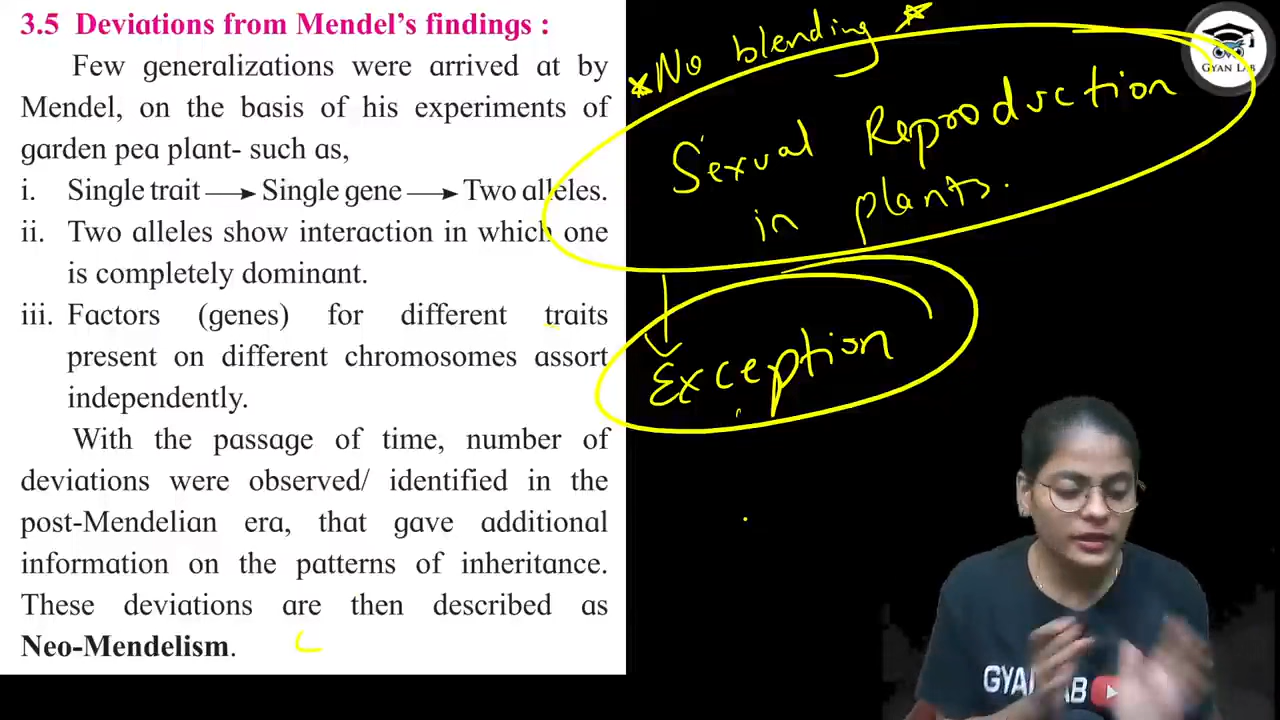 3.5 Deviations from Mendel's findings :
Few generalizations were arrived at by
Mendel, on the basis of his experiments of
garden pea plant- such as,
i. Single trait → Single gene → Two alleles.
ii. Two alleles show interaction in which one
is completely dominant.
iii. Factors (genes) for different traits
present on different chromosomes assort
independently.
With the passage of time, number of
deviations were observed/ identified in the
post-Mendelian era, that gave additional
information on the patterns of inheritance.
These deviations are then described as
Neo-Mendelism.
*No blending *
Sexual Reproduction
in plants.
Exception
GYAN LAB
GYAN LAB